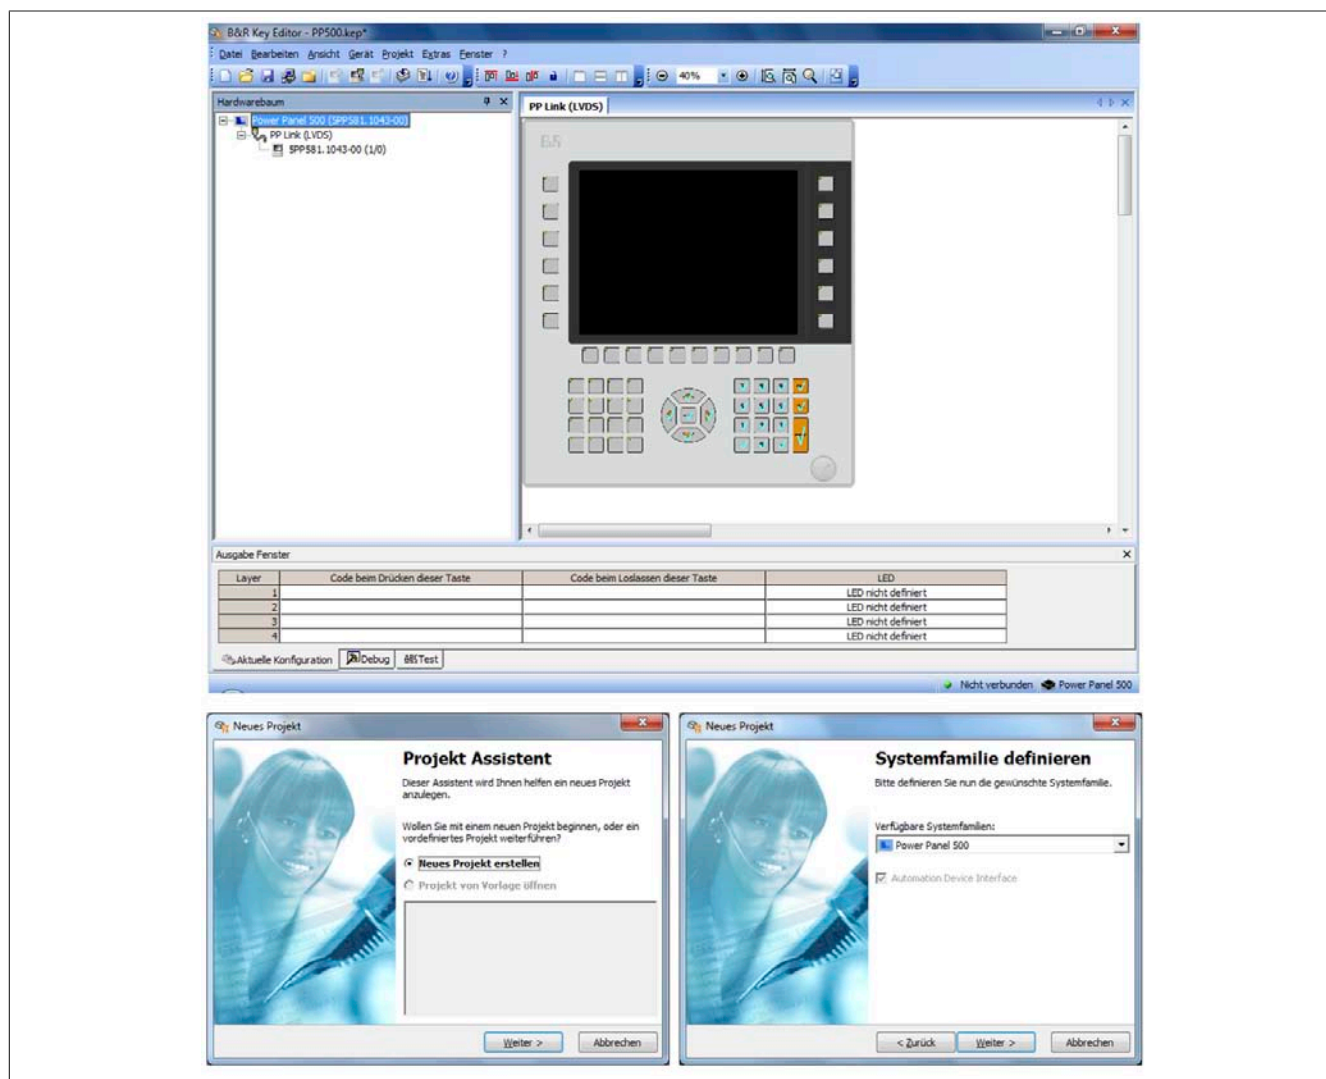 B&R Key Editor - PP500.kep*
Datei Bearbeiten Ansicht Gerät Projekt Extras Fenster ?
40%
Hardwarebaum
Power Panel 500 (5PP581.1043-00)
PP Link (LVDS)
5PP581.1043-00 (1/0)
PP Link (LVDS)
B&R
Ausgabe Fenster
Layer Code beim Drücken dieser Taste Code beim Loslassen dieser Taste LED
1 LED nicht definiert
2 LED nicht definiert
3 LED nicht definiert
4 LED nicht definiert
Aktuelle Konfiguration Debug Test
Nicht verbunden Power Panel 500
Neues Projekt
Projekt Assistent
Dieser Assistent wird Ihnen helfen ein neues Projekt
anzulegen.
Wollen Sie mit einem neuen Projekt beginnen, oder ein
vordefiniertes Projekt weiterführen?
Neues Projekt erstellen
Projekt von Vorlage öffnen
Weiter > Abbrechen
Neues Projekt
Systemfamilie definieren
Bitte definieren Sie nun die gewünschte Systemfamilie.
Verfügbare Systemfamilien:
Power Panel 500
Automation Device Interface
< Zurück Weiter > Abbrechen